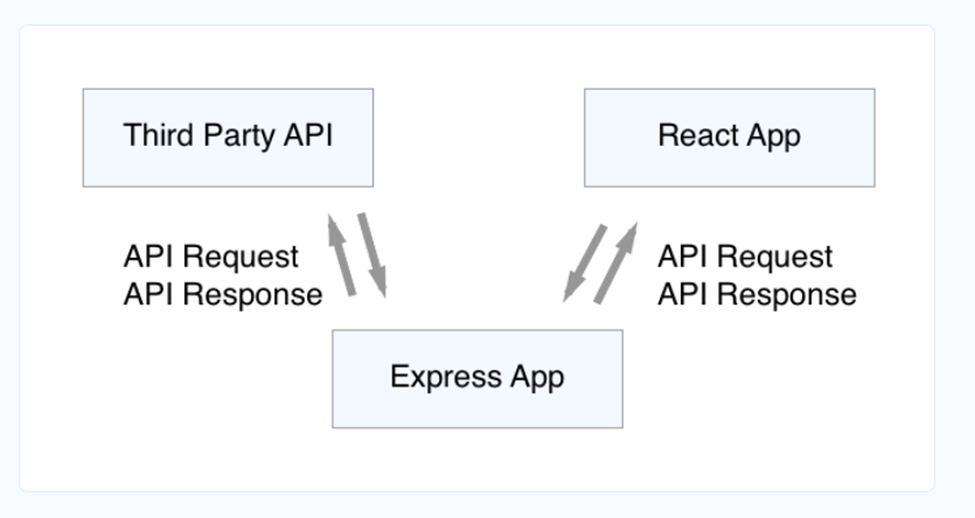 Third Party API
React App
API Request
API Response
API Request
API Response
Express App